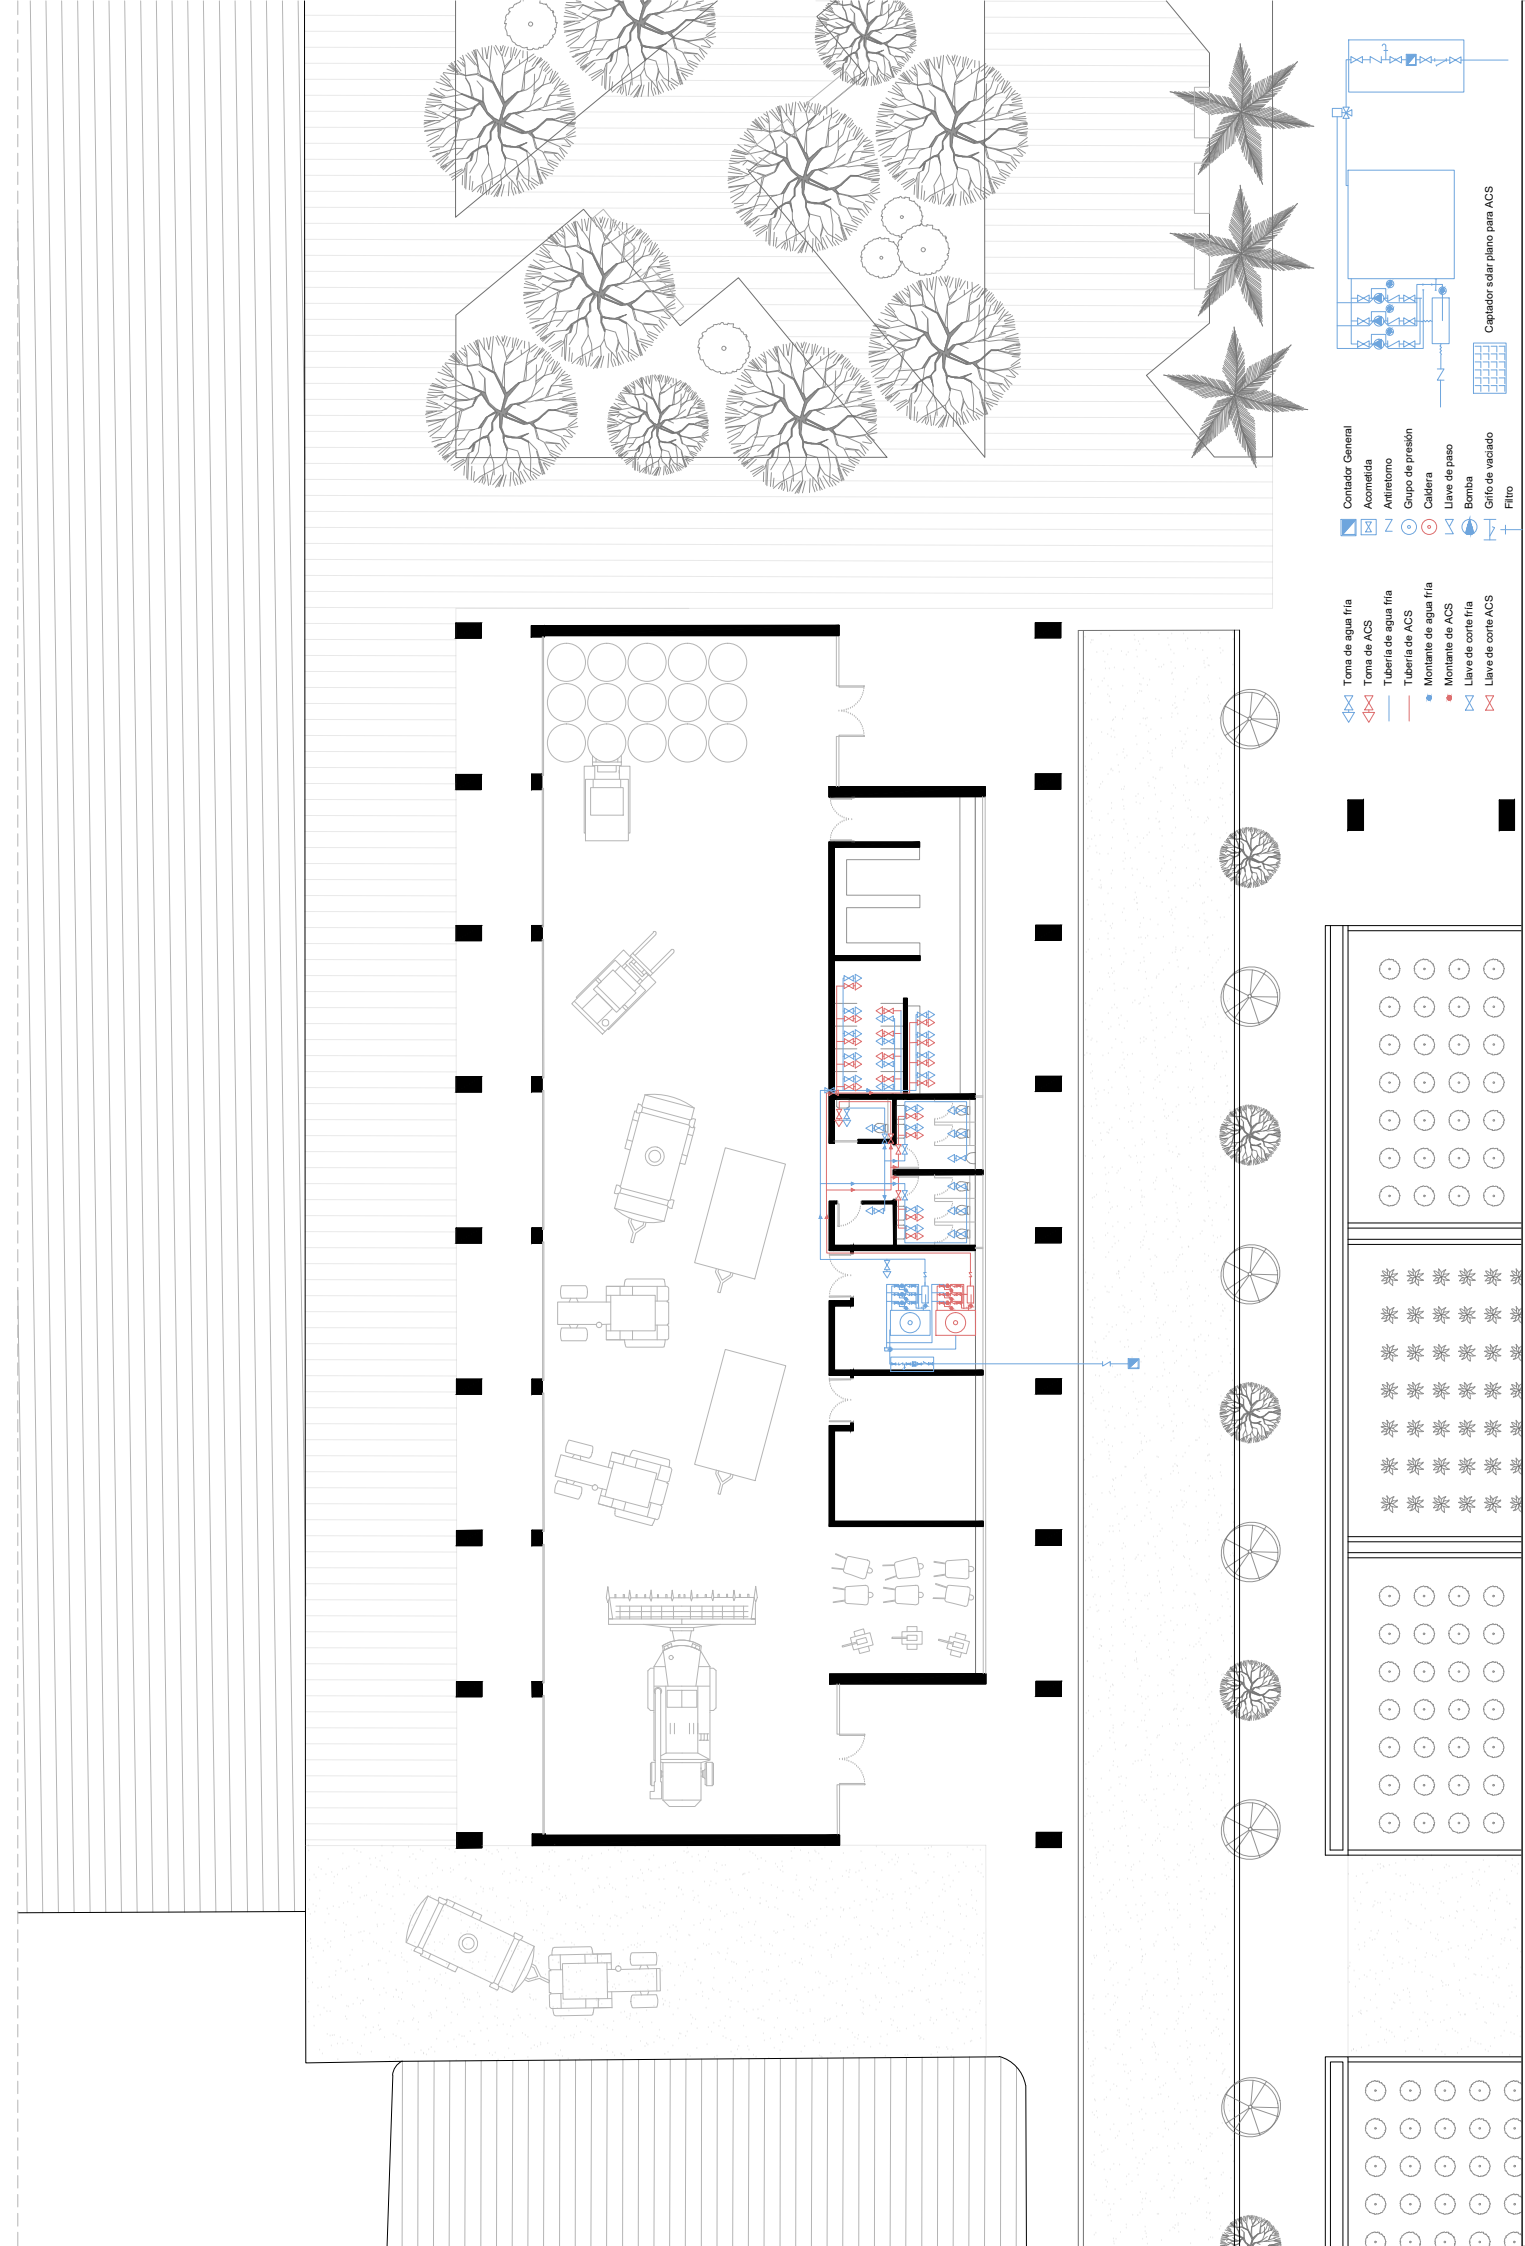 Toma de agua fría
Toma de ACS
Tubería de agua fría
Tubería de ACS
Montante de agua fría
Montante de ACS
Llave de corte fría
Llave de corte ACS
Contador General
Acometida
Antiretorno
Grupo de presión
Caldera
Llave de paso
Bomba
Grifo de vaciado
Filtro
Captador solar plano para ACS